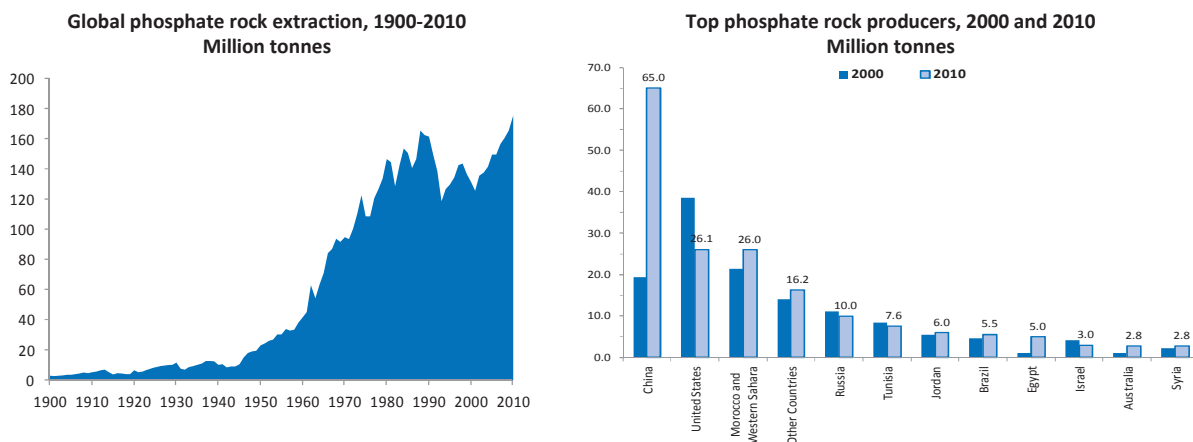 Global phosphate rock extraction, 1900-2010
Million tonnes
200
180
160
140
120
100
80
60
40
20
0
1900 1910 1920 1930 1940 1950 1960 1970 1980 1990 2000 2010
Top phosphate rock producers, 2000 and 2010
Million tonnes
2000 2010
70.0
60.0
50.0
40.0
30.0
20.0
10.0
0.0
65.0
26.1
26.0
16.2
10.0
7.6
6.0
5.5
5.0
3.0
2.8
2.8
China
United States
Morocco and
Western Sahara
Other Countries
Russia
Tunisia
Jordan
Brazil
Egypt
Israel
Australia
Syria